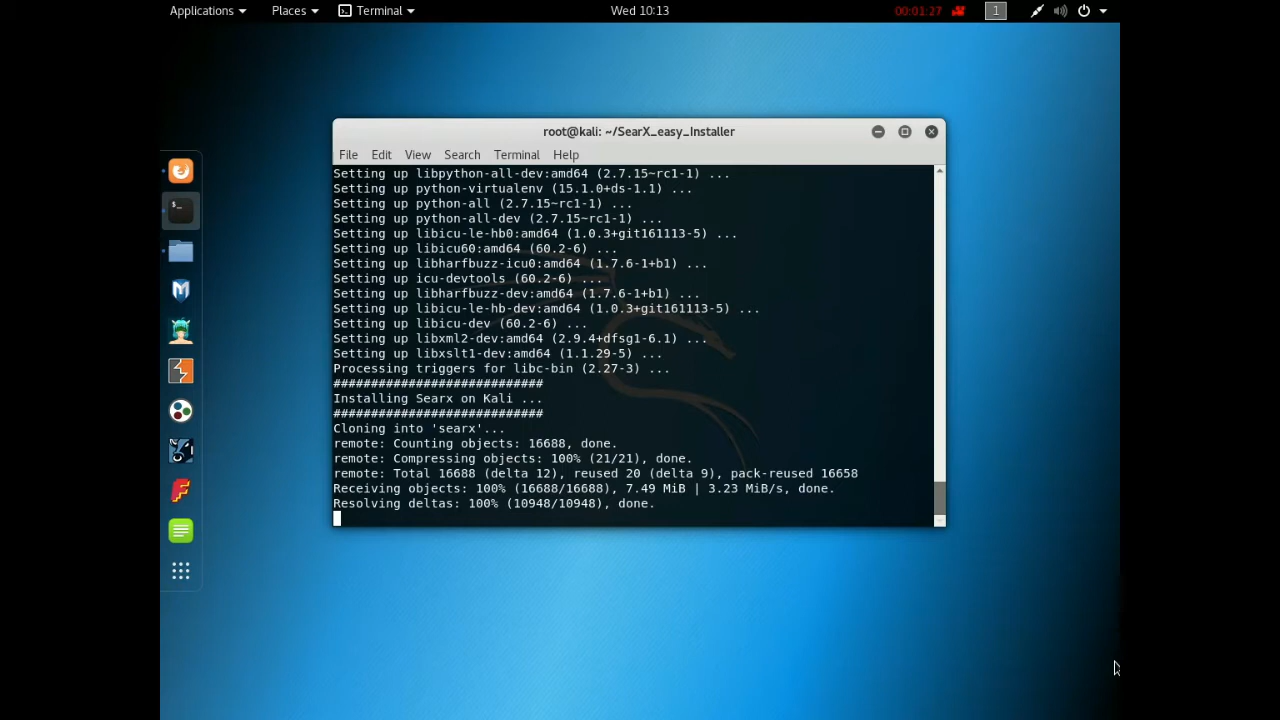 Applications Places Terminal Wed 10:13 00:01:27 1
root@kali: ~/SearX_easy_Installer
File Edit View Search Terminal Help
Setting up libpython-all-dev:amd64 (2.7.15~rc1-1) ...
Setting up python-virtualenv (15.1.0+ds-1.1) ...
Setting up python-all (2.7.15~rc1-1) ...
Setting up python-all-dev (2.7.15~rc1-1) ...
Setting up libicu-le-hb0:amd64 (1.0.3+git161113-5) ...
Setting up libicu60:amd64 (60.2-6) ...
Setting up libharfbuzz-icu0:amd64 (1.7.6-1+b1) ...
Setting up icu-devtools (60.2-6) ...
Setting up libharfbuzz-dev:amd64 (1.7.6-1+b1) ...
Setting up libicu-le-hb-dev:amd64 (1.0.3+git161113-5) ...
Setting up libicu-dev (60.2-6) ...
Setting up libxml2-dev:amd64 (2.9.4+dfsg1-6.1) ...
Setting up libxslt1-dev:amd64 (1.1.29-5) ...
Processing triggers for libc-bin (2.27-3) ...
############################
Installing Searx on Kali ...
############################
Cloning into 'searx'...
remote: Counting objects: 16688, done.
remote: Compressing objects: 100% (21/21), done.
remote: Total 16688 (delta 12), reused 20 (delta 9), pack-reused 16658
Receiving objects: 100% (16688/16688), 7.49 MiB | 3.23 MiB/s, done.
Resolving deltas: 100% (10948/10948), done.